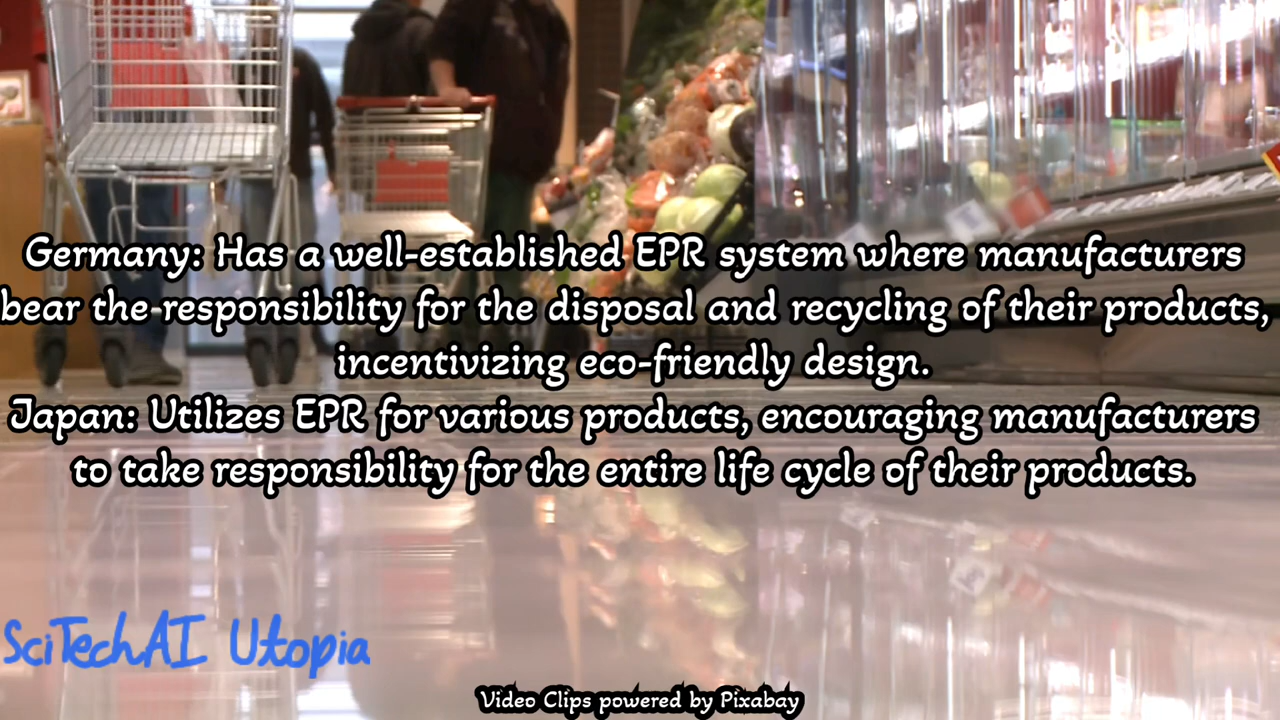 Germany: Has a well-established EPR system where manufacturers
bear the responsibility for the disposal and recycling of their products,
incentivizing eco-friendly design.
Japan: Utilizes EPR for various products, encouraging manufacturers
to take responsibility for the entire life cycle of their products.
SciTechAI Utopia
Video Clips powered by Pixabay